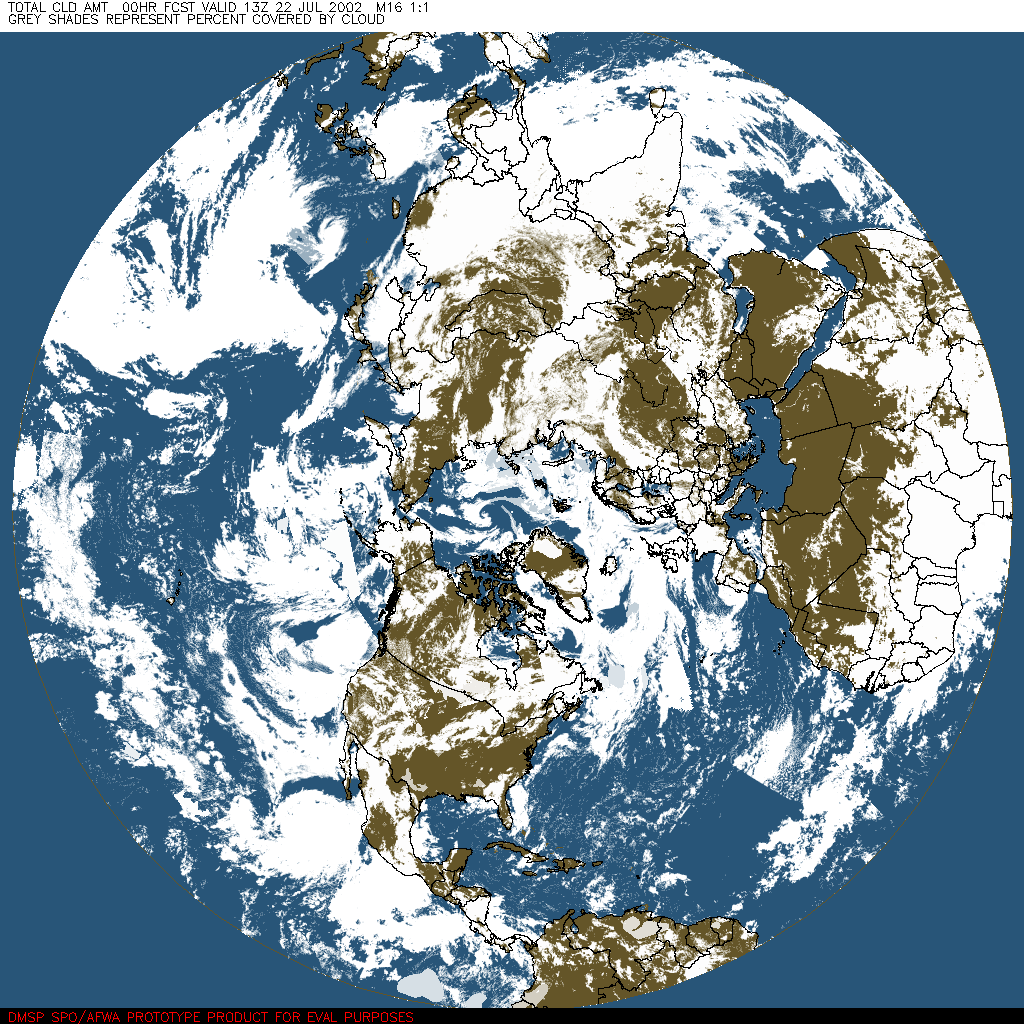 TOTAL CLD AMT  00HR FCST VALID 13Z 22 JUL 2002  M16 1:1
GREY SHADES REPRESENT PERCENT COVERED BY CLOUD
DMSP SPO/AFWA PROTOTYPE PRODUCT FOR EVAL PURPOSES